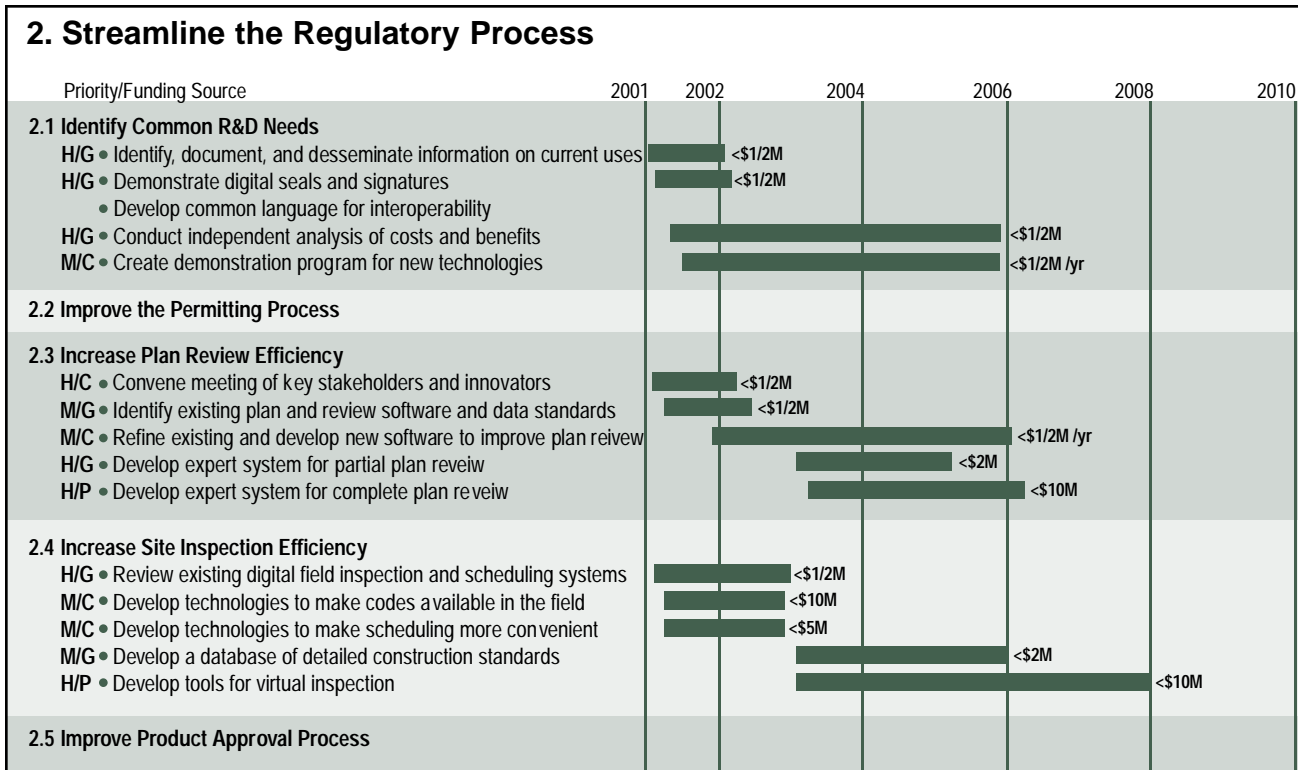 2. Streamline the Regulatory Process
Priority/Funding Source 2001 2002 2004 2006 2008 2010
2.1 Identify Common R&D Needs
H/G • Identify, document, and desseminate information on current uses <$1/2M
H/G • Demonstrate digital seals and signatures <$1/2M
• Develop common language for interoperability
H/G • Conduct independent analysis of costs and benefits <$1/2M
M/C • Create demonstration program for new technologies <$1/2M /yr
2.2 Improve the Permitting Process
2.3 Increase Plan Review Efficiency
H/C • Convene meeting of key stakeholders and innovators <$1/2M
M/G • Identify existing plan and review software and data standards <$1/2M
M/C • Refine existing and develop new software to improve plan reivew <$1/2M /yr
H/G • Develop expert system for partial plan reveiw <$2M
H/P • Develop expert system for complete plan reveiw <$10M
2.4 Increase Site Inspection Efficiency
H/G • Review existing digital field inspection and scheduling systems <$1/2M
M/C • Develop technologies to make codes available in the field <$10M
M/C • Develop technologies to make scheduling more convenient <$5M
M/G • Develop a database of detailed construction standards <$2M
H/P • Develop tools for virtual inspection <$10M
2.5 Improve Product Approval Process